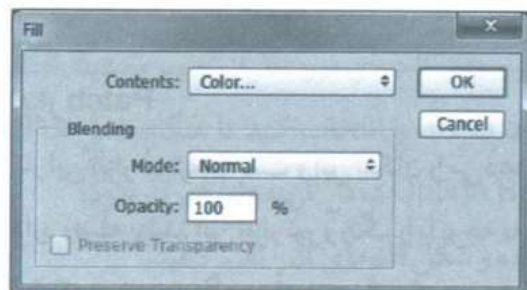 Fill
Contents: Color... OK
Cancel
Blending
Mode: Normal
Opacity: 100 %
Preserve Transparency